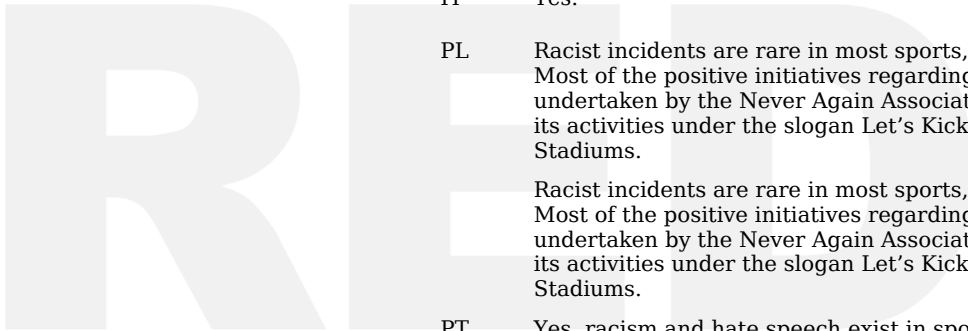 Yes.
PL Racist incidents are rare in most sports,
Most of the positive initiatives regarding
undertaken by the Never Again Associat
its activities under the slogan Let’s Kick
Stadiums.
Racist incidents are rare in most sports,
Most of the positive initiatives regarding
undertaken by the Never Again Associat
its activities under the slogan Let’s Kick
Stadiums.
PT Yes, racism and hate speech exist in spo
RED